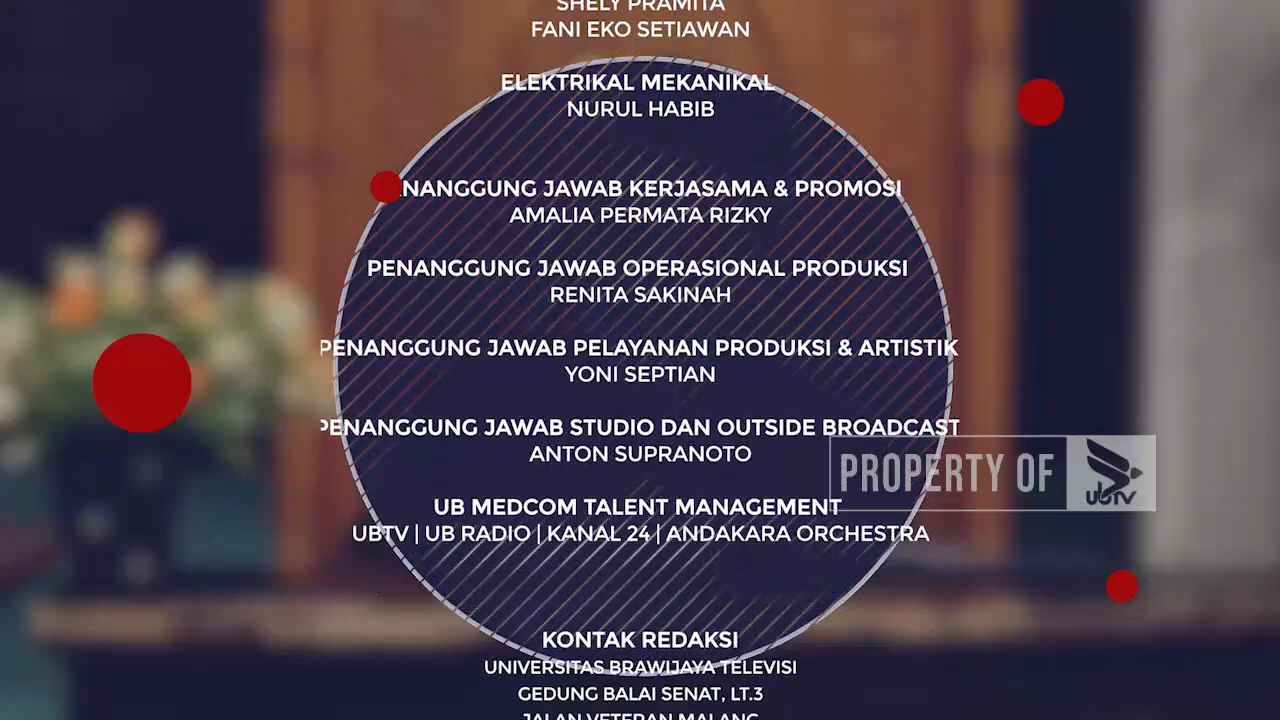 SHELY PRAMITA
FANI EKO SETIAWAN
ELEKTRIKAL MEKANIKAL
NURUL HABIB
NANGGUNG JAWAB KERJASAMA & PROMOSI
AMALIA PERMATA RIZKY
PENANGGUNG JAWAB OPERASIONAL PRODUKSI
RENITA SAKINAH
PENANGGUNG JAWAB PELAYANAN PRODUKSI & ARTISTIK
YONI SEPTIAN
PENANGGUNG JAWAB STUDIO DAN OUTSIDE BROADCAST
ANTON SUPRANOTO
PROPERTY OF UBTV
UB MEDCOM TALENT MANAGEMENT
UBTV | UB RADIO | KANAL 24 | ANDAKARA ORCHESTRA
KONTAK REDAKSI
UNIVERSITAS BRAWIJAYA TELEVISI
GEDUNG BALAI SENAT, LT.3
JALAN VETERAN MALANG